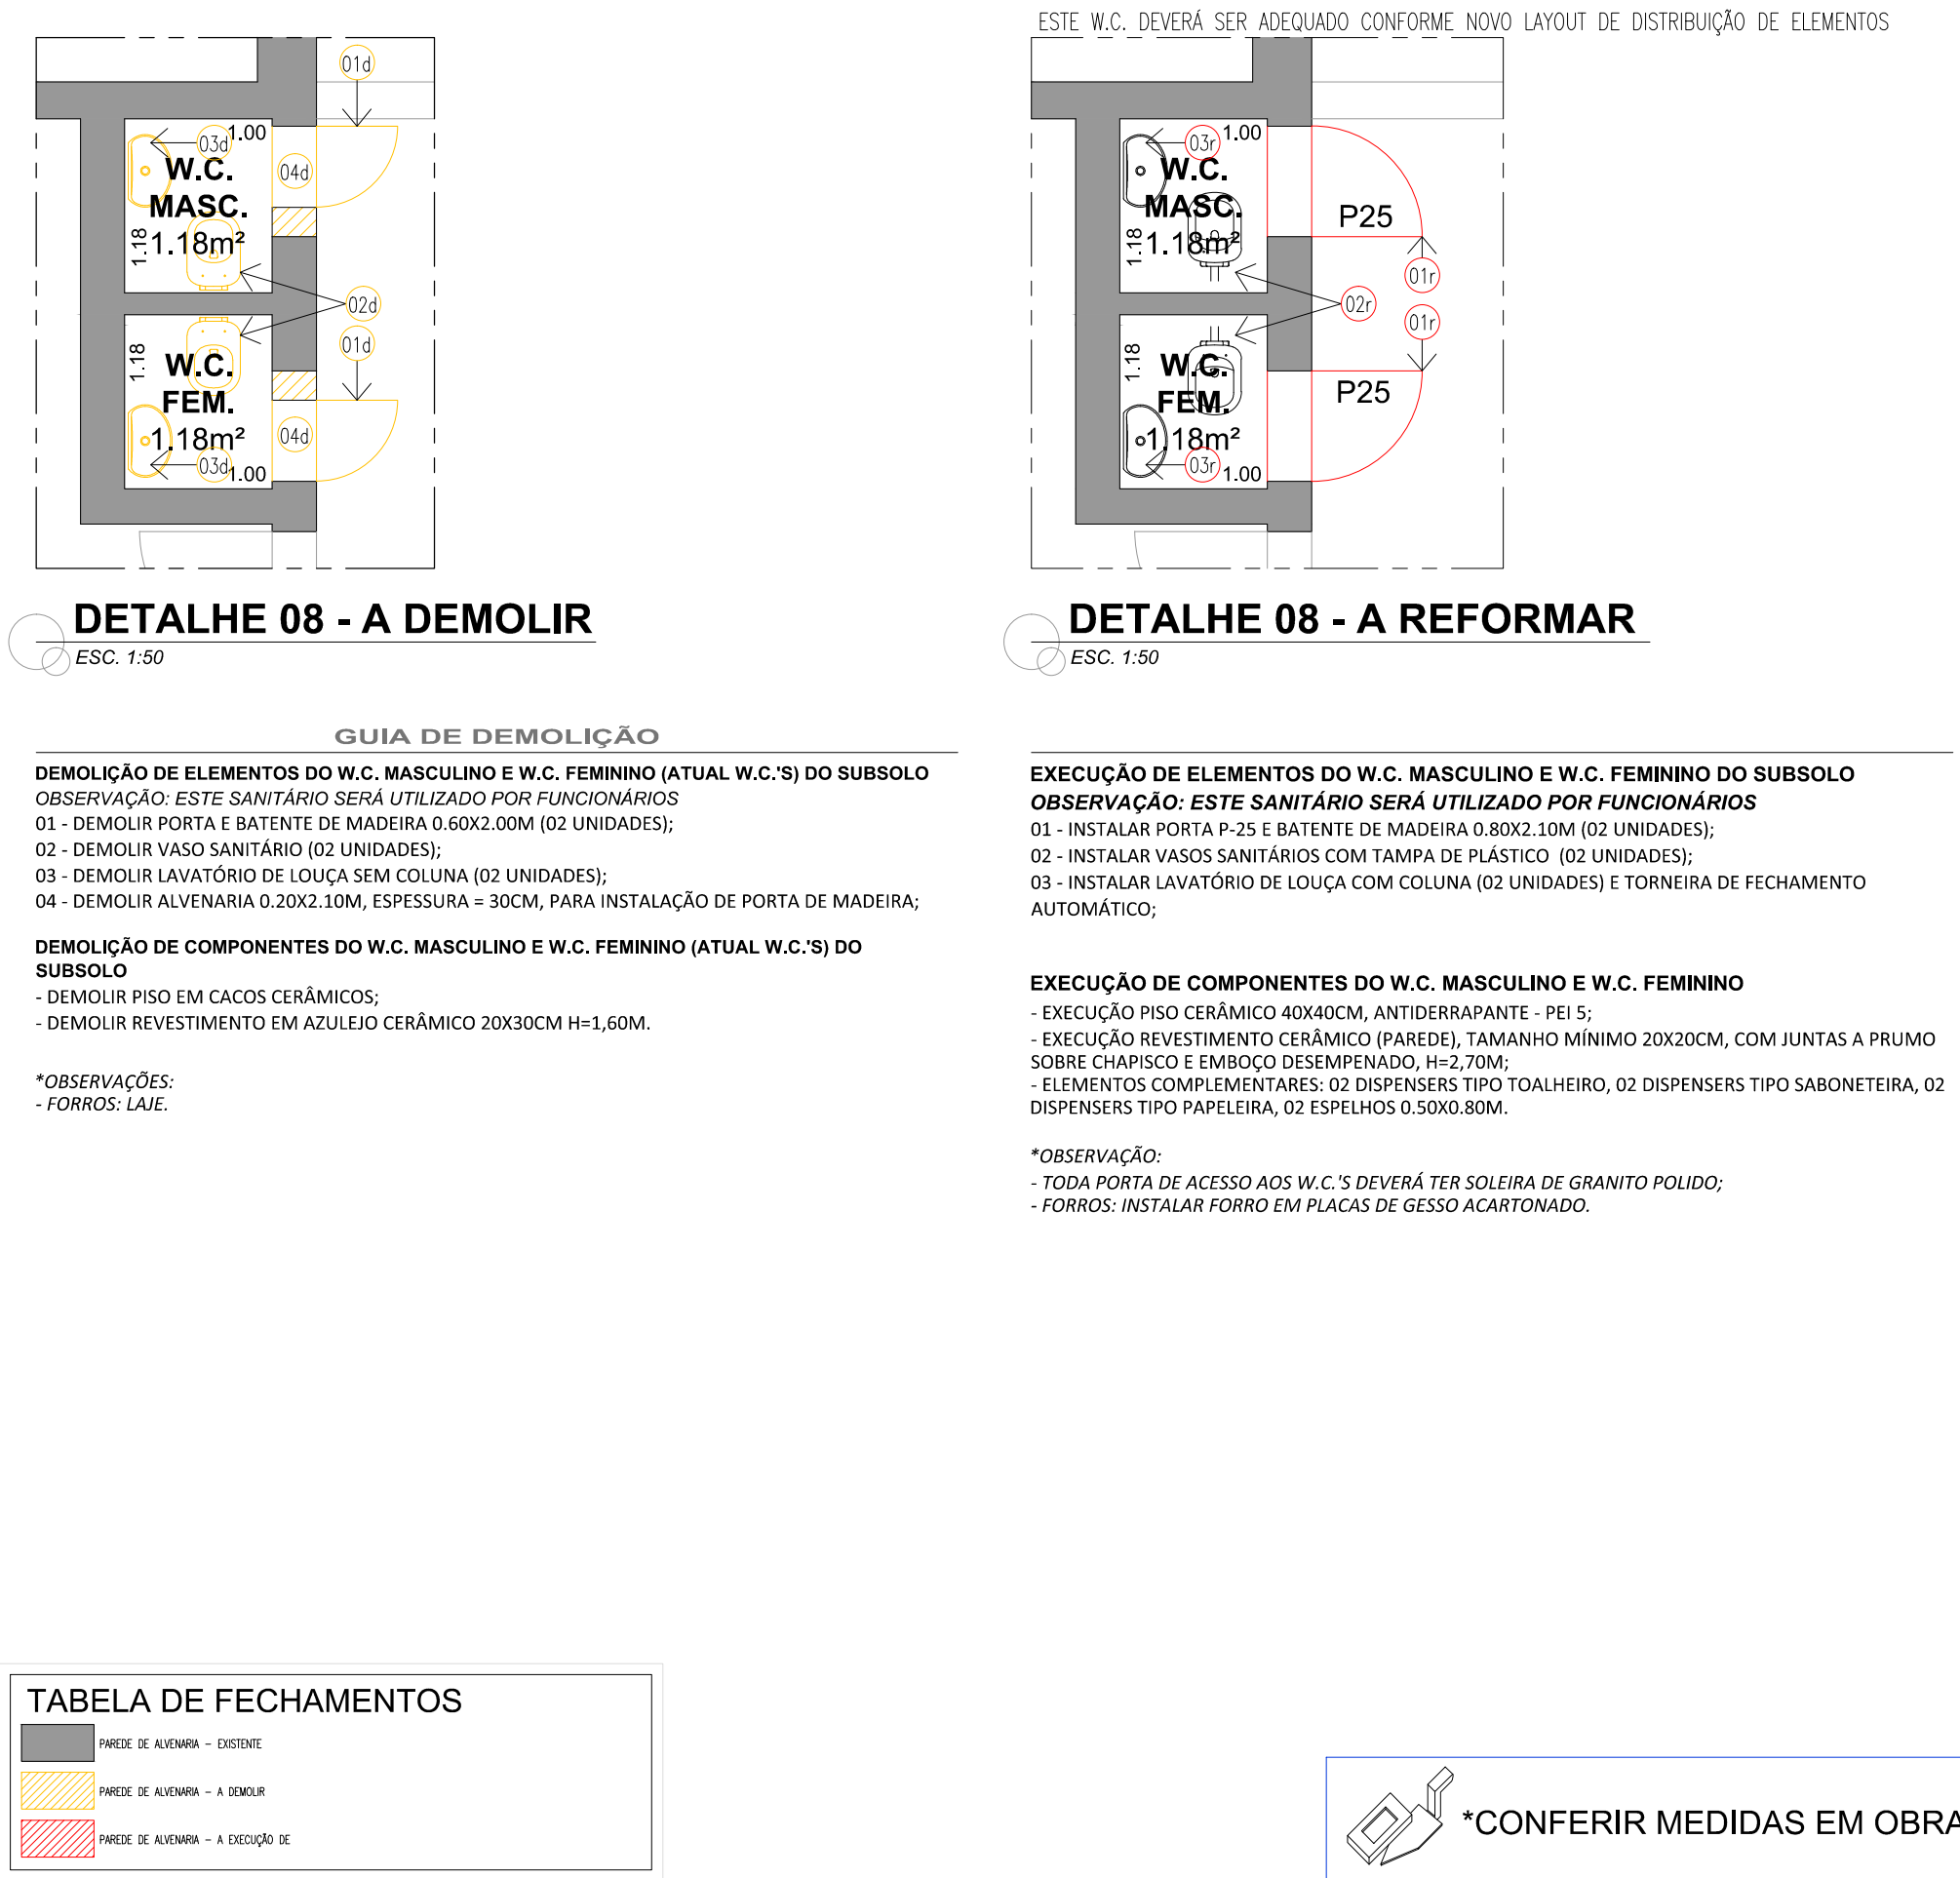 ESTE W.C. DEVERÁ SER ADEQUADO CONFORME NOVO LAYOUT DE DISTRIBUIÇÃO DE ELEMENTOS
01d
03d
1.00
W.C.
MASC.
1.18m²
1.18
04d
02d
01d
1.18
W.C.
FEM.
1.18m²
04d
03d
1.00
03r
1.00
W.C.
MASC.
1.18m²
1.18
P25
01r
02r
01r
1.18
W.C.
FEM.
1.18m²
P25
03r
1.00
DETALHE 08 - A DEMOLIR
ESC. 1:50
DETALHE 08 - A REFORMAR
ESC. 1:50
GUIA DE DEMOLIÇÃO
DEMOLIÇÃO DE ELEMENTOS DO W.C. MASCULINO E W.C. FEMININO (ATUAL W.C.'S) DO SUBSOLO
OBSERVAÇÃO: ESTE SANITÁRIO SERÁ UTILIZADO POR FUNCIONÁRIOS
01 - DEMOLIR PORTA E BATENTE DE MADEIRA 0.60X2.00M (02 UNIDADES);
02 - DEMOLIR VASO SANITÁRIO (02 UNIDADES);
03 - DEMOLIR LAVATÓRIO DE LOUÇA SEM COLUNA (02 UNIDADES);
04 - DEMOLIR ALVENARIA 0.20X2.10M, ESPESSURA = 30CM, PARA INSTALAÇÃO DE PORTA DE MADEIRA;
DEMOLIÇÃO DE COMPONENTES DO W.C. MASCULINO E W.C. FEMININO (ATUAL W.C.'S) DO
SUBSOLO
- DEMOLIR PISO EM CACOS CERÂMICOS;
- DEMOLIR REVESTIMENTO EM AZULEJO CERÂMICO 20X30CM H=1,60M.
*OBSERVAÇÕES:
- FORROS: LAJE.
EXECUÇÃO DE ELEMENTOS DO W.C. MASCULINO E W.C. FEMININO DO SUBSOLO
OBSERVAÇÃO: ESTE SANITÁRIO SERÁ UTILIZADO POR FUNCIONÁRIOS
01 - INSTALAR PORTA P-25 E BATENTE DE MADEIRA 0.80X2.10M (02 UNIDADES);
02 - INSTALAR VASOS SANITÁRIOS COM TAMPA DE PLÁSTICO (02 UNIDADES);
03 - INSTALAR LAVATÓRIO DE LOUÇA COM COLUNA (02 UNIDADES) E TORNEIRA DE FECHAMENTO
AUTOMÁTICO;
EXECUÇÃO DE COMPONENTES DO W.C. MASCULINO E W.C. FEMININO
- EXECUÇÃO PISO CERÂMICO 40X40CM, ANTIDERRAPANTE - PEI 5;
- EXECUÇÃO REVESTIMENTO CERÂMICO (PAREDE), TAMANHO MÍNIMO 20X20CM, COM JUNTAS A PRUMO
SOBRE CHAPISCO E EMBOÇO DESEMPENADO, H=2,70M;
- ELEMENTOS COMPLEMENTARES: 02 DISPENSERS TIPO TOALHEIRO, 02 DISPENSERS TIPO SABONETEIRA, 02
DISPENSERS TIPO PAPELEIRA, 02 ESPELHOS 0.50X0.80M.
*OBSERVAÇÃO:
- TODA PORTA DE ACESSO AOS W.C.'S DEVERÁ TER SOLEIRA DE GRANITO POLIDO;
- FORROS: INSTALAR FORRO EM PLACAS DE GESSO ACARTONADO.
TABELA DE FECHAMENTOS
PAREDE DE ALVENARIA – EXISTENTE
PAREDE DE ALVENARIA – A DEMOLIR
PAREDE DE ALVENARIA – A EXECUÇÃO DE
*CONFERIR MEDIDAS EM OBRA